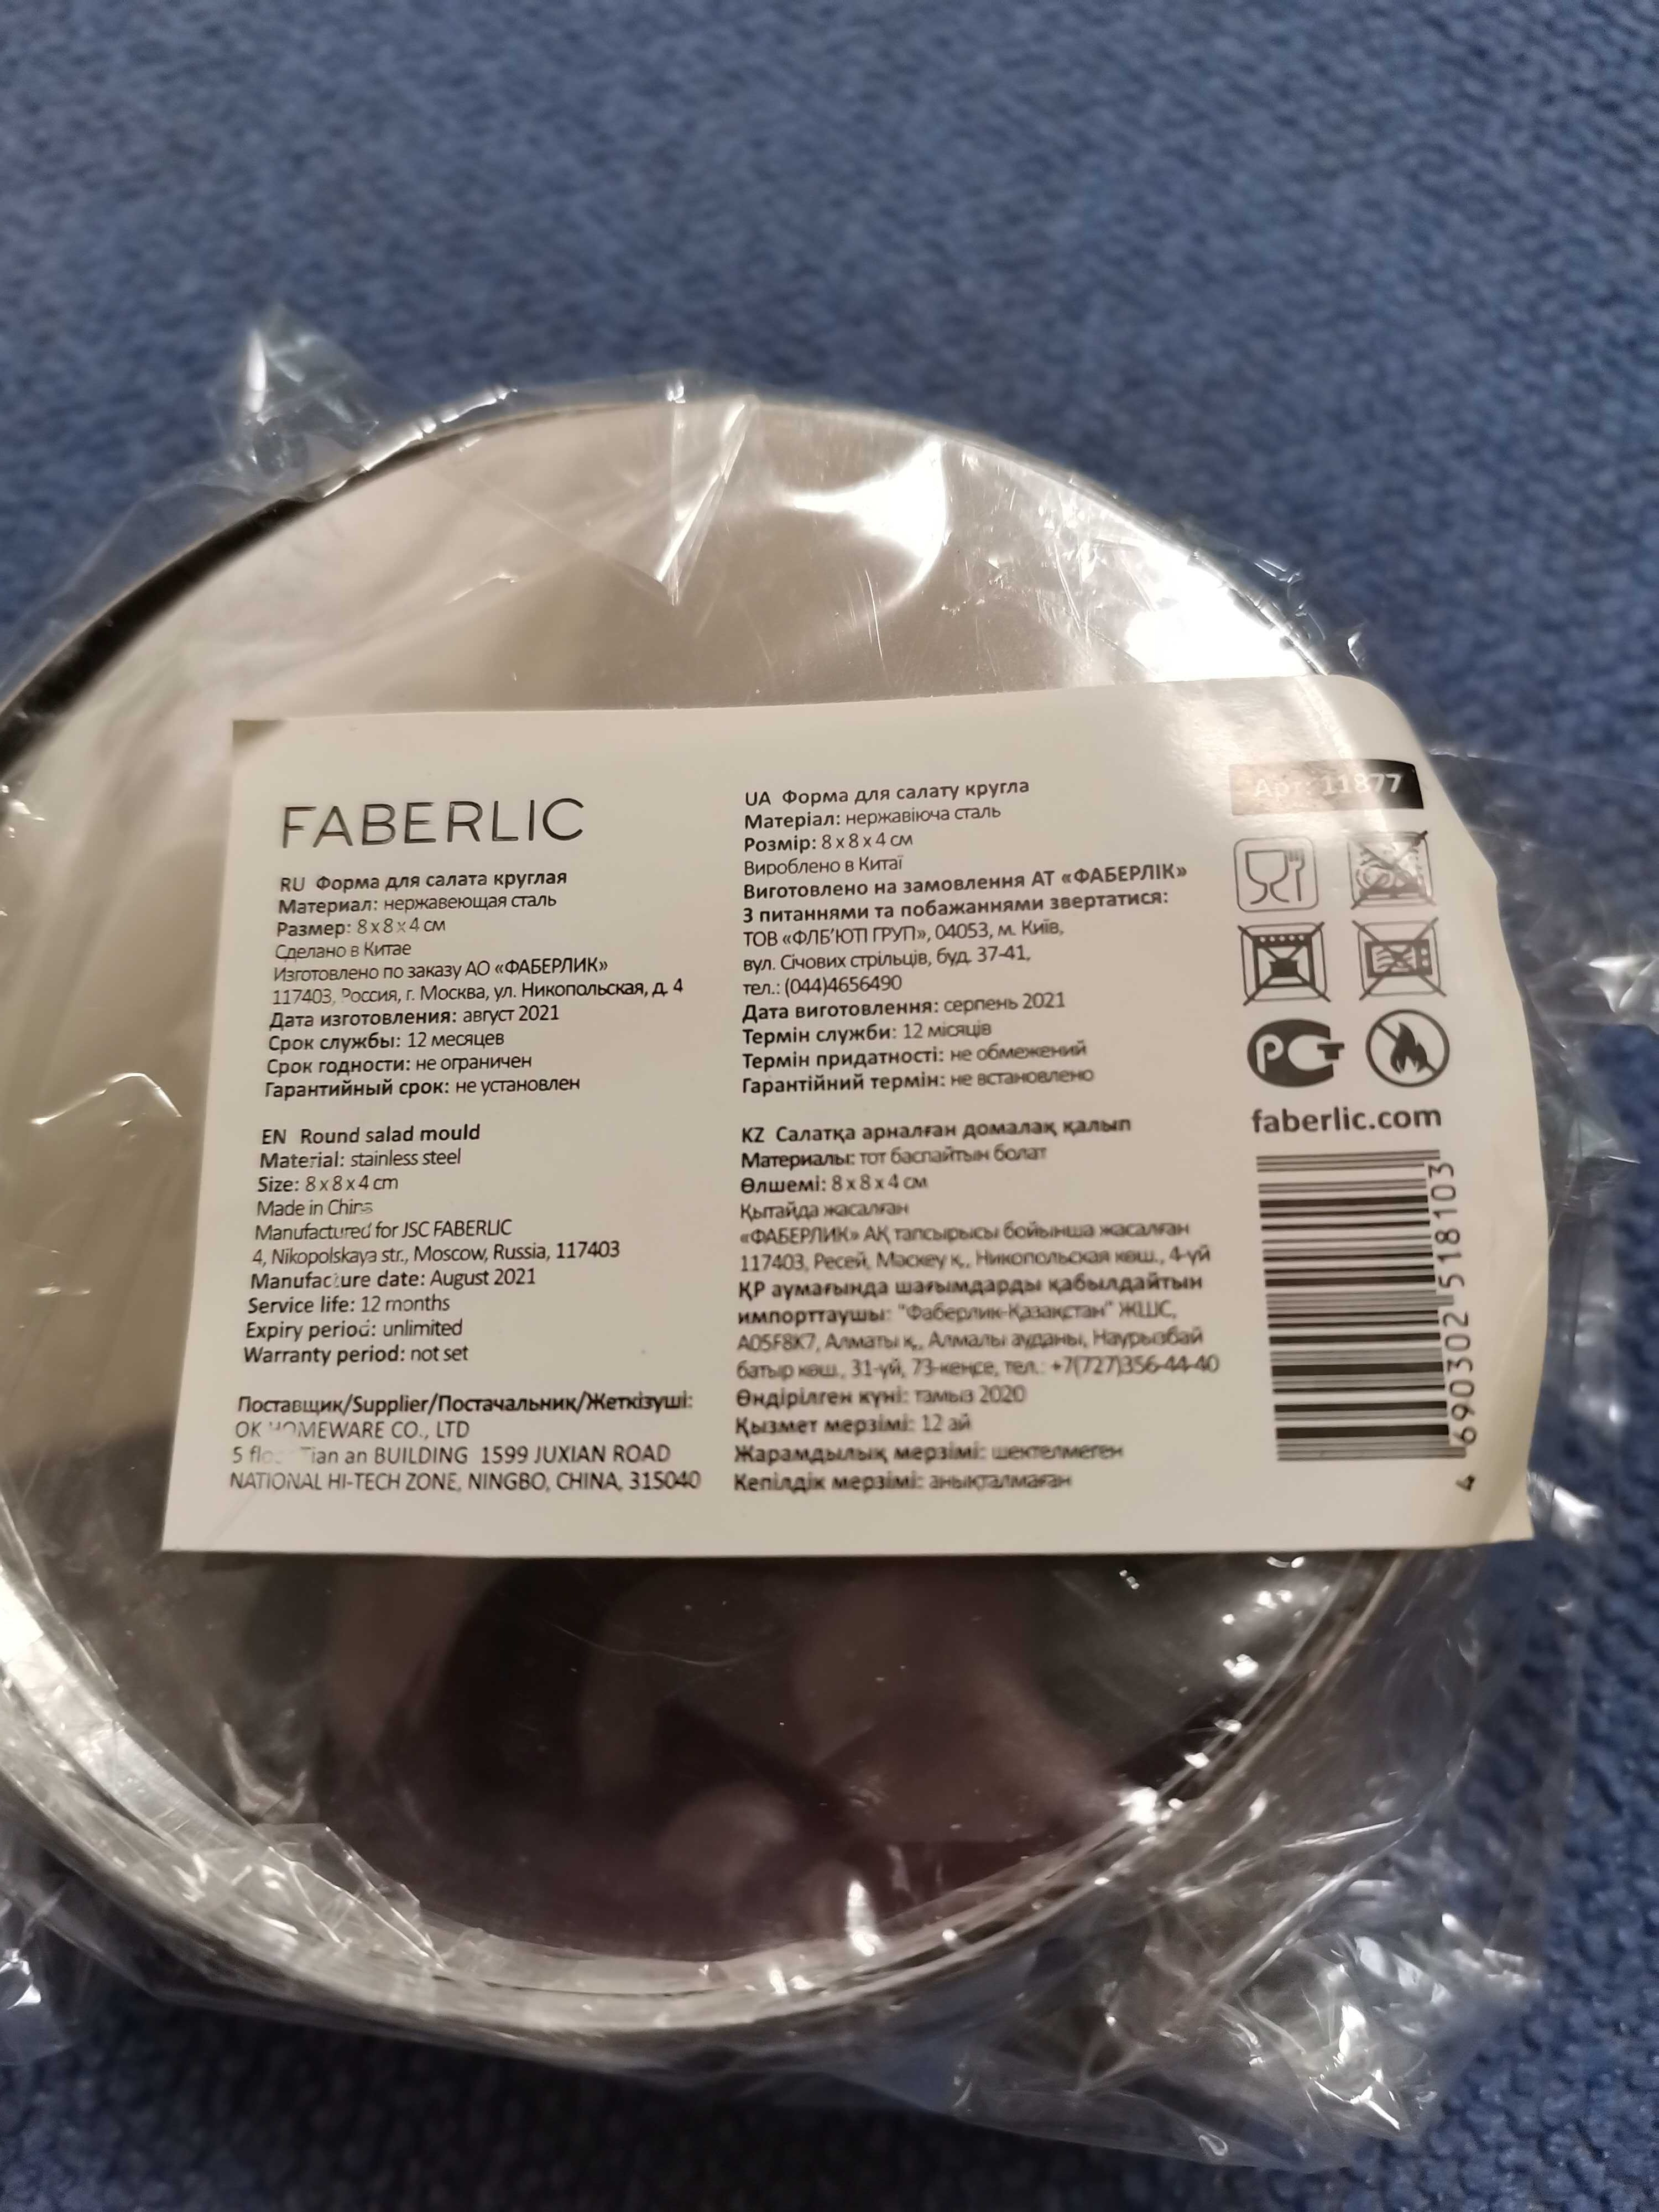 FABERLIC
RU Форма для салата круглая
Материал: нержавеющая сталь
Размер: 8 x 8 x 4 см
Сделано в Китае
Изготовлено по заказу АО «ФАБЕРЛИК»
117403, Россия, г. Москва, ул. Никопольская, д. 4
Дата изготовления: август 2021
Срок службы: 12 месяцев
Срок годности: не ограничен
Гарантийный срок: не установлен
EN Round salad mould
Material: stainless steel
Size: 8 x 8 x 4 cm
Made in China
Manufactured for JSC FABERLIC
4, Nikopolskaya str., Moscow, Russia, 117403
Manufacture date: August 2021
Service life: 12 months
Expiry period: unlimited
Warranty period: not set
Поставщик/Supplier/Постачальник/Жеткізуші:
OK HOMEWARE CO., LTD
5 an BUILDING 1599 JUXIAN ROAD
NATIONAL HI-TECH ZONE, NINGBO, CHINA, 315040
UA Форма для салату кругла
Матеріал: нержавіюча сталь
Розмір: 8 x 8 x 4 см
Вироблено в Китаї
Виготовлено на замовлення АТ «ФАБЕРЛІК»
З питаннями та побажаннями звертатися:
ТОВ «ФЛБ'ЮТІ ГРУП», 04053, м. Київ,
вул. Січових стрільців, буд. 37-41,
тел.: (044)4656490
Дата виготовлення: серпень 2021
Термін служби: 12 місяців
Термін придатності: не обмежений
Гарантійний термін: не встановлено
KZ Салатқа арналған домалақ қалып
Материалы: тот баспайтын болат
Өлшемі: 8 x 8 x 4 см
Қытайда жасалған
«ФАБЕРЛИК» АҚ тапсырысы бойынша жасалған
117403, Ресей, Мәскеу қ., Никопольская көш., 4-үй
ҚР аумағында шағымдарды қабылдайтын
импорттаушы: "Фаберлик-Қазақстан" ЖШС,
A05F8K7, Алматы қ., Алмалы ауданы, Наурызбай
батыр көш., 31-үй, 73-кеңсе, тел.: +7(727)356-44-40
Өндірілген күні: тамыз 2020
Қызмет мерзімі: 12 ай
Жарамдылық мерзімі: шектелмеген
Кепілдік мерзімі: анықталмаған
Арт: 11877
РСТ
faberlic.com
4 690302 518103